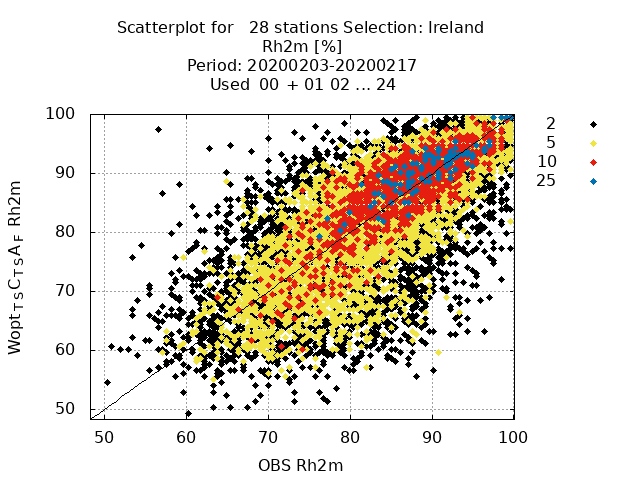 Scatterplot for 28 stations Selection: Ireland
Rh2m [%]
Period: 20200203-20200217
Used 00 + 01 02 ... 24
100
90
80
70
60
50
50 60 70 80 90 100
OBS Rh2m
Wopt T S C T S A F Rh2m
2
5
10
25